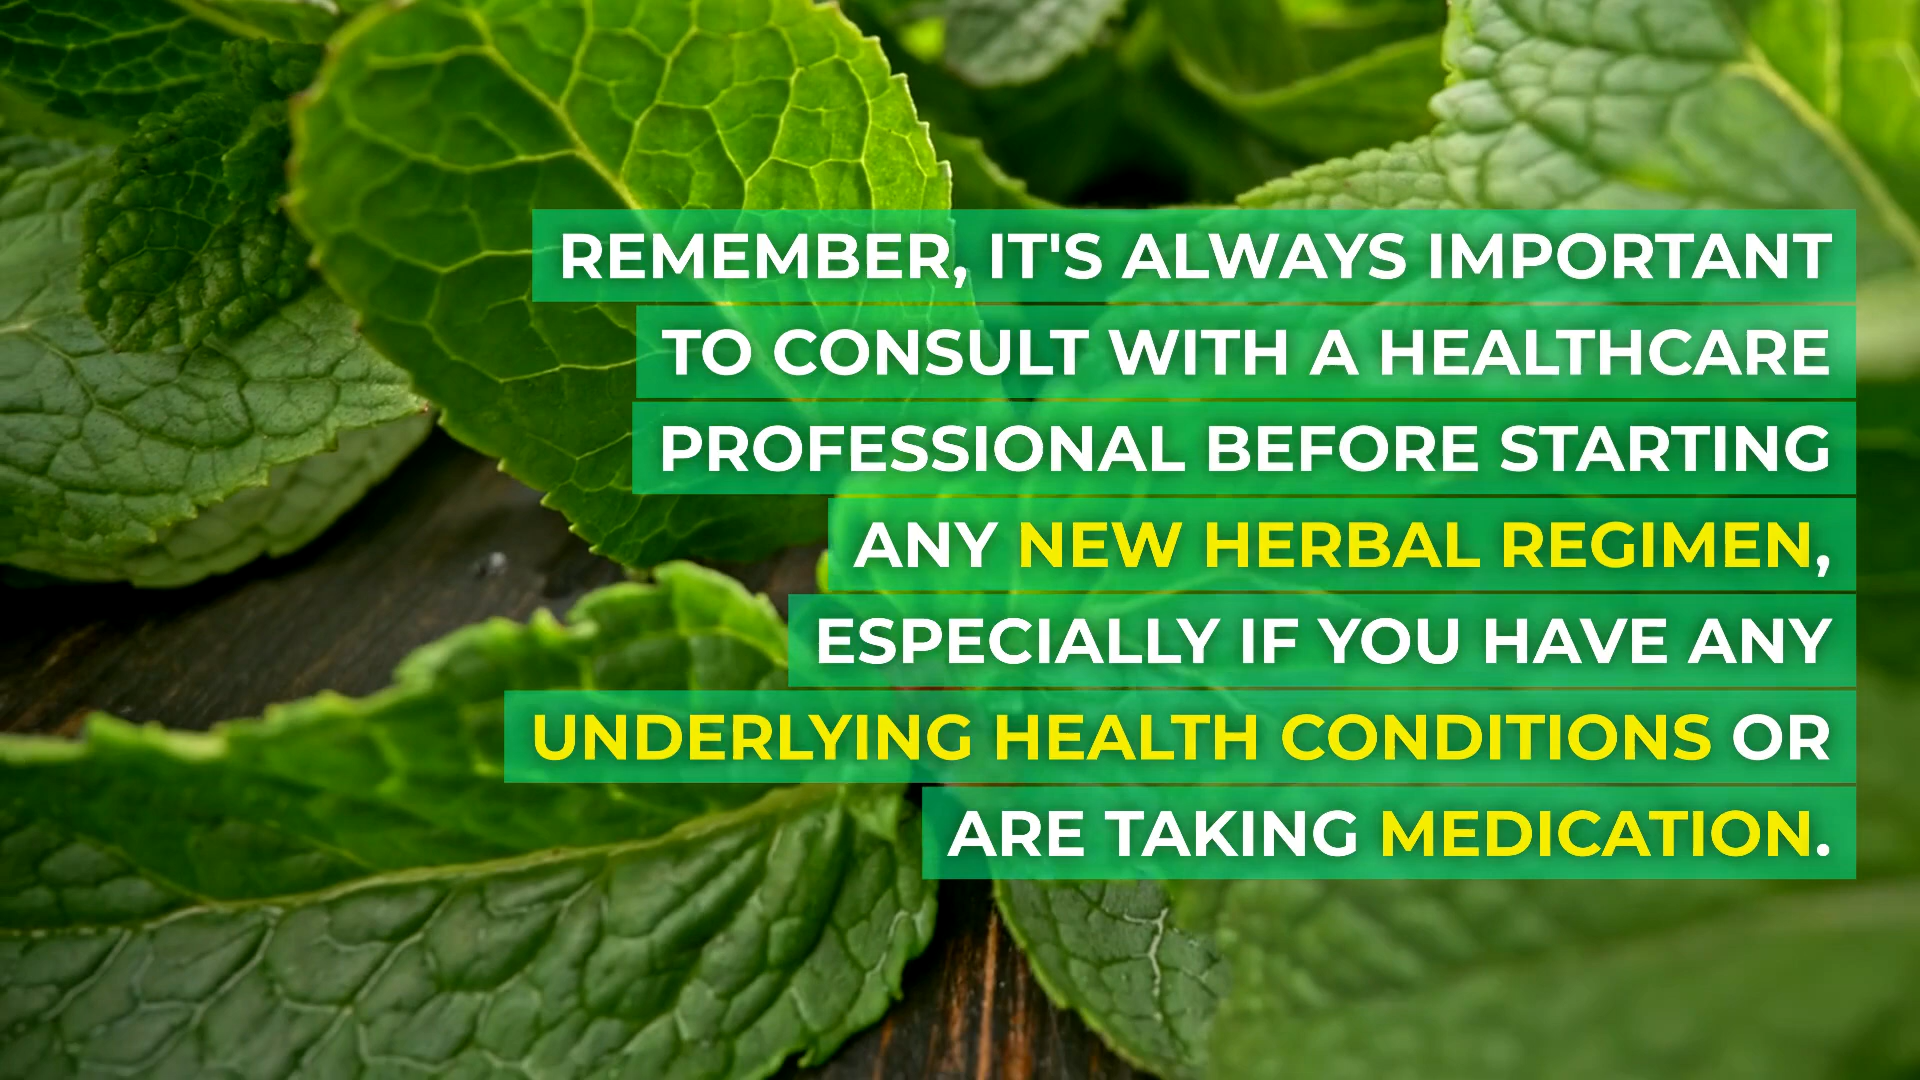 REMEMBER, IT'S ALWAYS IMPORTANT
TO CONSULT WITH A HEALTHCARE
PROFESSIONAL BEFORE STARTING
ANY NEW HERBAL REGIMEN,
ESPECIALLY IF YOU HAVE ANY
UNDERLYING HEALTH CONDITIONS OR
ARE TAKING MEDICATION.